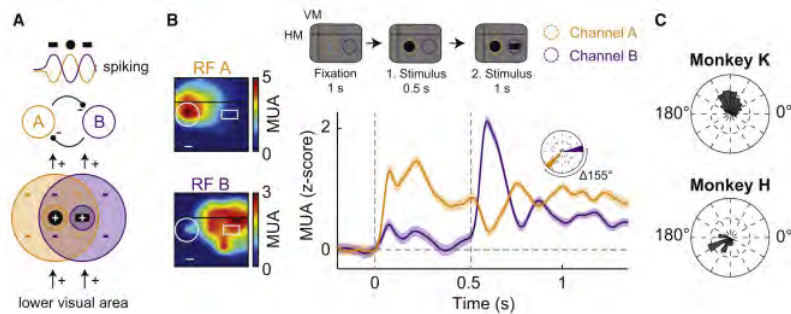 A
spiking
A
B
+
+
-
-
-
-
+
+
-
-
+
+
lower visual area
B
RF A
5
MUA
0
RF B
3
MUA
0
VM
HM
Fixation
1 s
1. Stimulus
0.5 s
2. Stimulus
1 s
Channel A
Channel B
MUA (z-score)
2
0
Δ155°
0
0.5
1
Time (s)
C
Monkey K
180°
0°
Monkey H
180°
0°